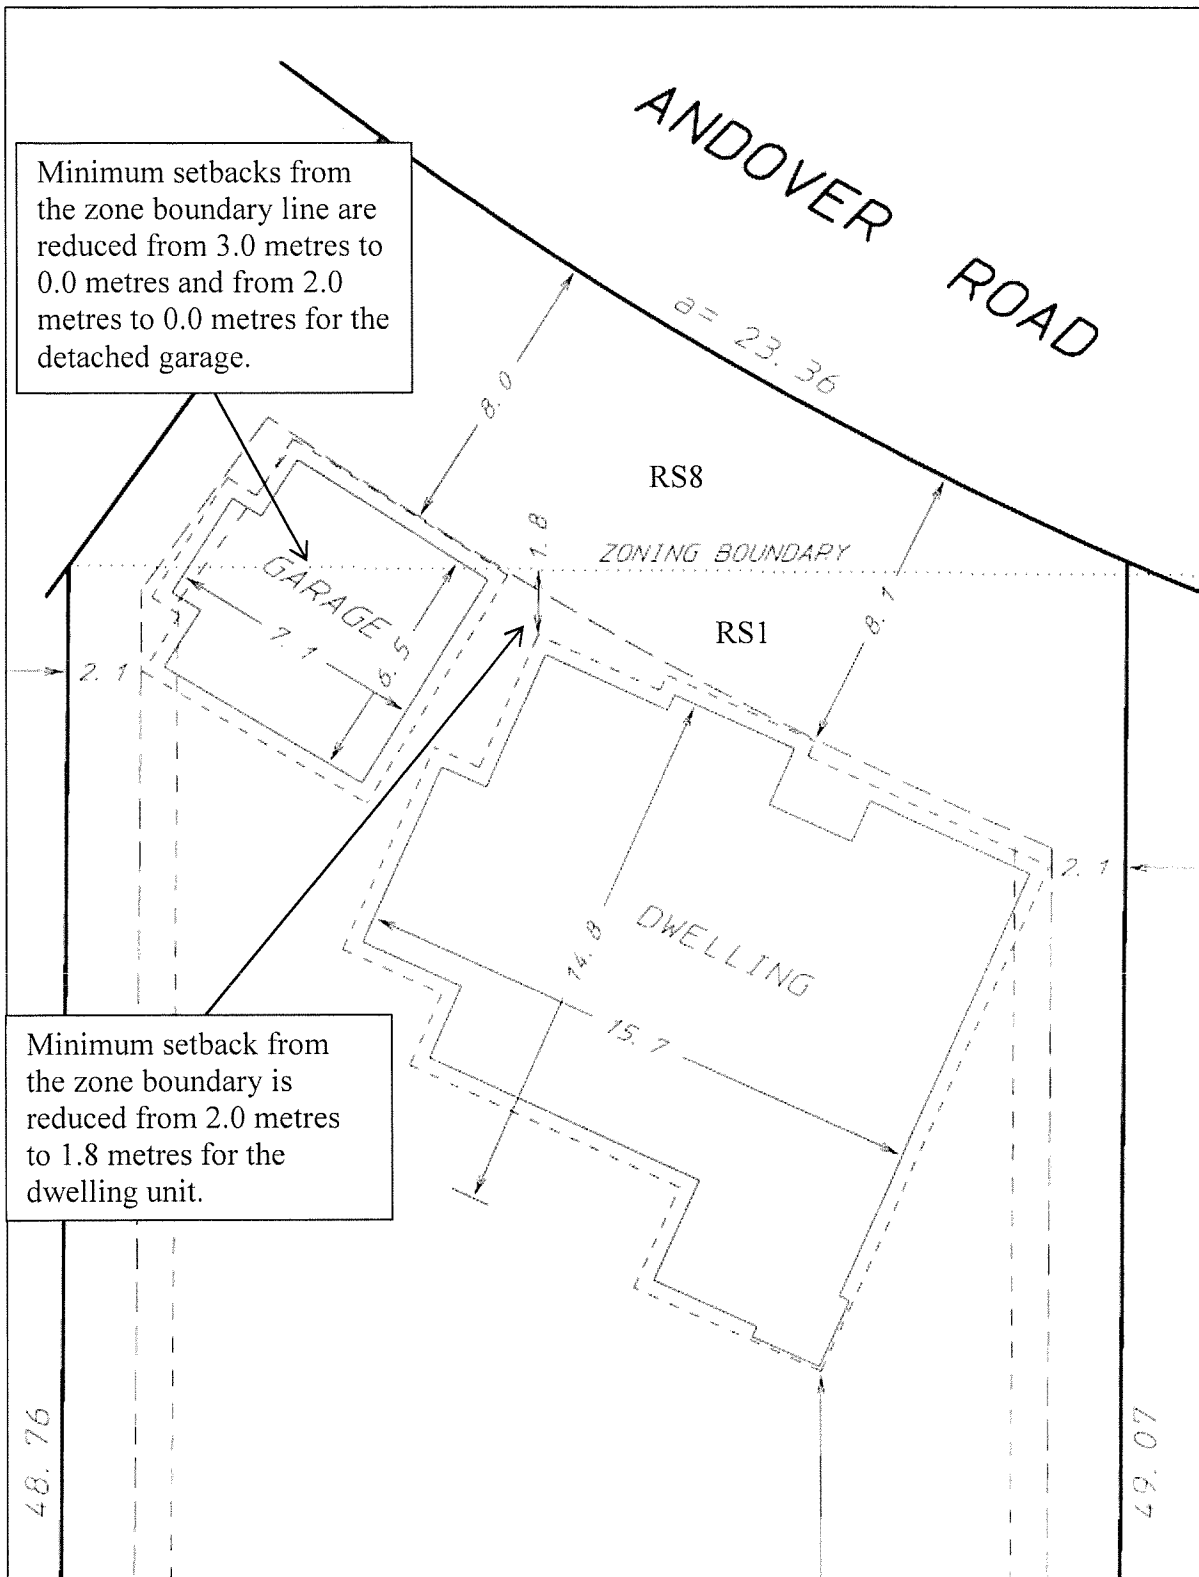 ANDOVER ROAD
Minimum setbacks from
the zone boundary line are
reduced from 3.0 metres to
0.0 metres and from 2.0
metres to 0.0 metres for the
detached garage.
a= 23.36
8.0
RS8
1.8
ZONING BOUNDARY
GARAGE
8.1
RS1
7.1
6.5
2.1
2.1
DWELLING
14.8
15.7
Minimum setback from
the zone boundary is
reduced from 2.0 metres
to 1.8 metres for the
dwelling unit.
48.76
49.07